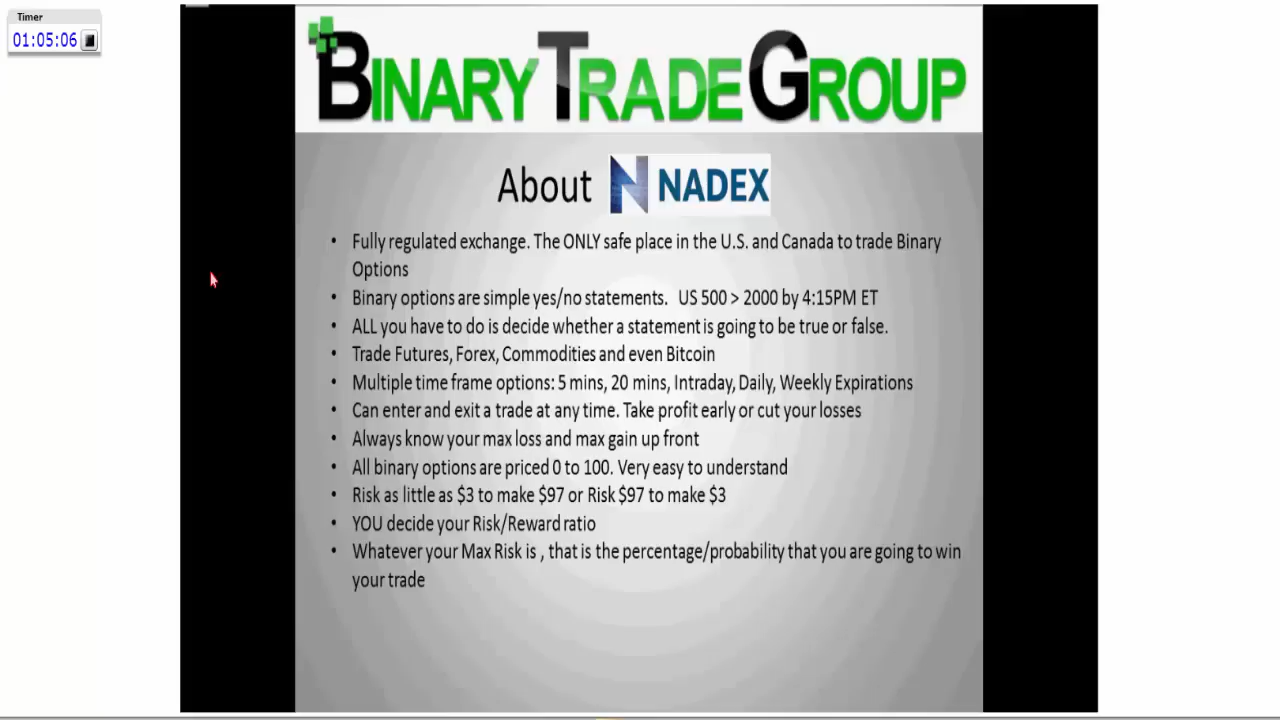 Timer
01:05:06
BINARY TRADE GROUP
About NADEX
• Fully regulated exchange. The ONLY safe place in the U.S. and Canada to trade Binary
Options
• Binary options are simple yes/no statements. US 500 > 2000 by 4:15PM ET
• ALL you have to do is decide whether a statement is going to be true or false.
• Trade Futures, Forex, Commodities and even Bitcoin
• Multiple time frame options: 5 mins, 20 mins, Intraday, Daily, Weekly Expirations
• Can enter and exit a trade at any time. Take profit early or cut your losses
• Always know your max loss and max gain up front
• All binary options are priced 0 to 100. Very easy to understand
• Risk as little as $3 to make $97 or Risk $97 to make $3
• YOU decide your Risk/Reward ratio
• Whatever your Max Risk is , that is the percentage/probability that you are going to win
your trade